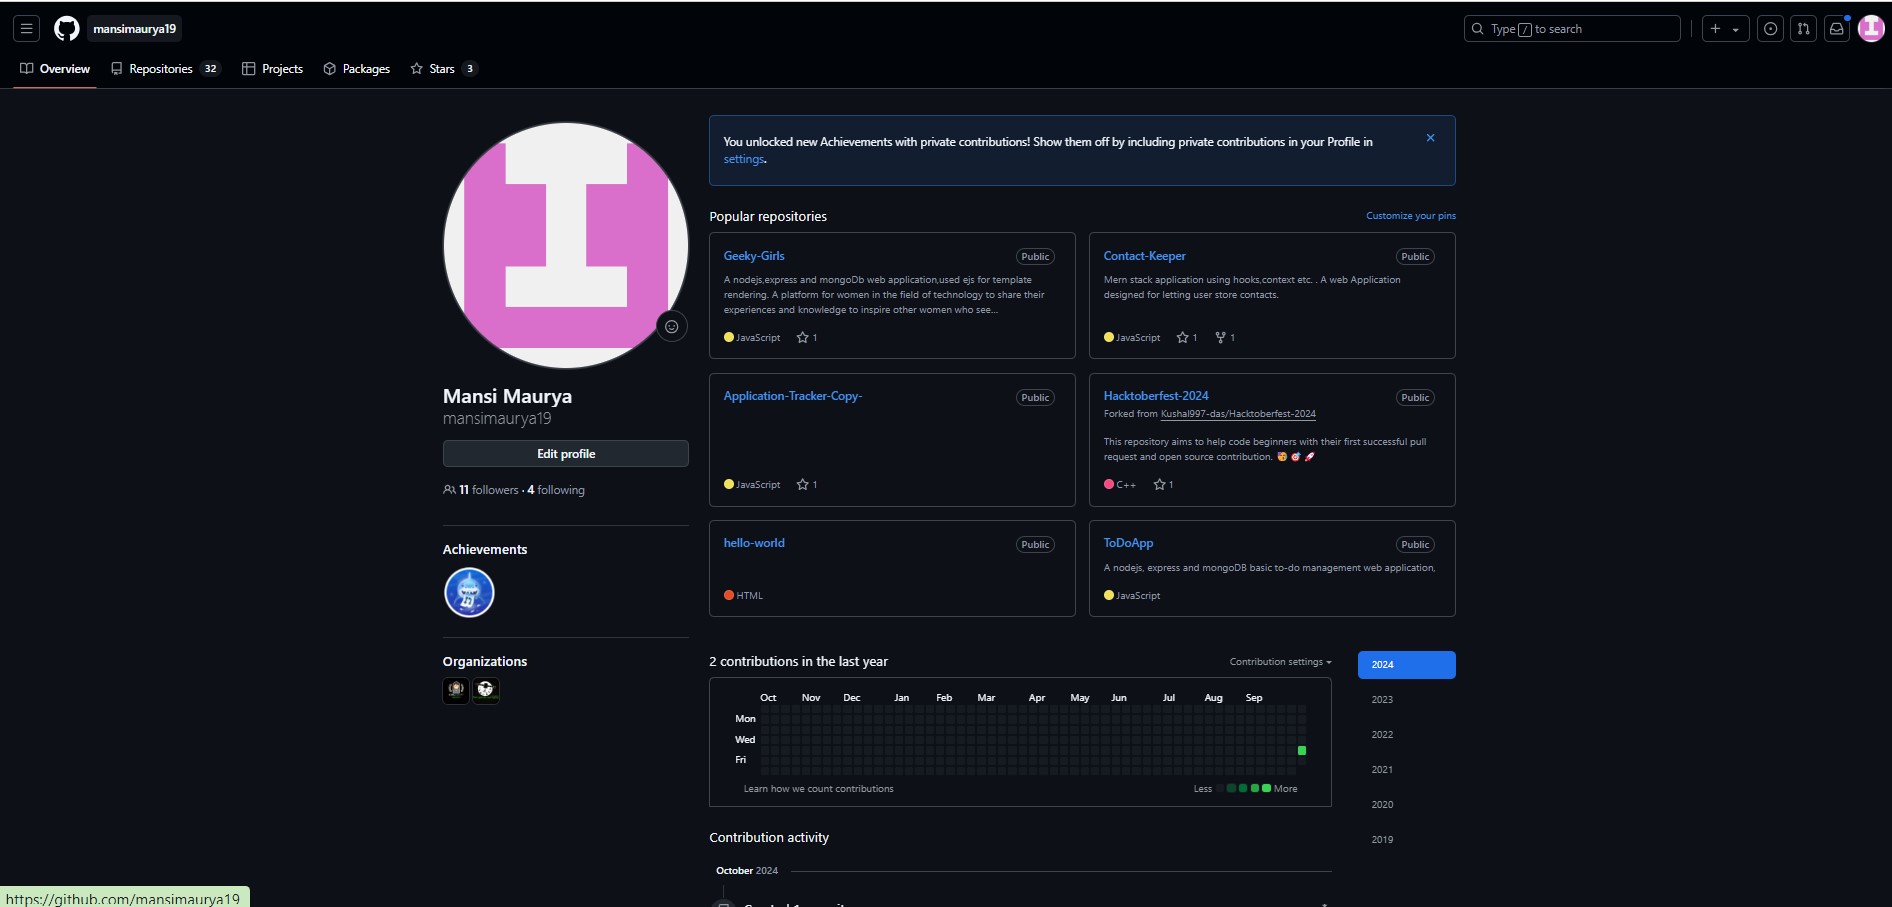 mansimaurya19
Type / to search
Overview Repositories 32 Projects Packages Stars 3
You unlocked new Achievements with private contributions! Show them off by including private contributions in your Profile in
settings.
Popular repositories
Customize your pins
Geeky-Girls
Public
A nodejs,express and mongoDb web application,used ejs for template
rendering. A platform for women in the field of technology to share their
experiences and knowledge to inspire other women who see...
JavaScript 1
Contact-Keeper
Public
Mern stack application using hooks,context etc. . A web Application
designed for letting user store contacts.
JavaScript 1 1
Application-Tracker-Copy-
Public
JavaScript 1
Hacktoberfest-2024
Public
Forked from Kushal997-das/Hacktoberfest-2024
This repository aims to help code beginners with their first successful pull
request and open source contribution. 🥳 🎯 🚀
C++ 1
hello-world
Public
HTML
ToDoApp
Public
A nodejs, express and mongoDB basic to-do management web application,
JavaScript
Mansi Maurya
mansimaurya19
Edit profile
11 followers · 4 following
Achievements
Organizations
2 contributions in the last year
Contribution settings
Oct Nov Dec Jan Feb Mar Apr May Jun Jul Aug Sep
Mon
Wed
Fri
Learn how we count contributions
Less More
2024
2023
2022
2021
2020
2019
Contribution activity
October 2024
https://github.com/mansimaurya19